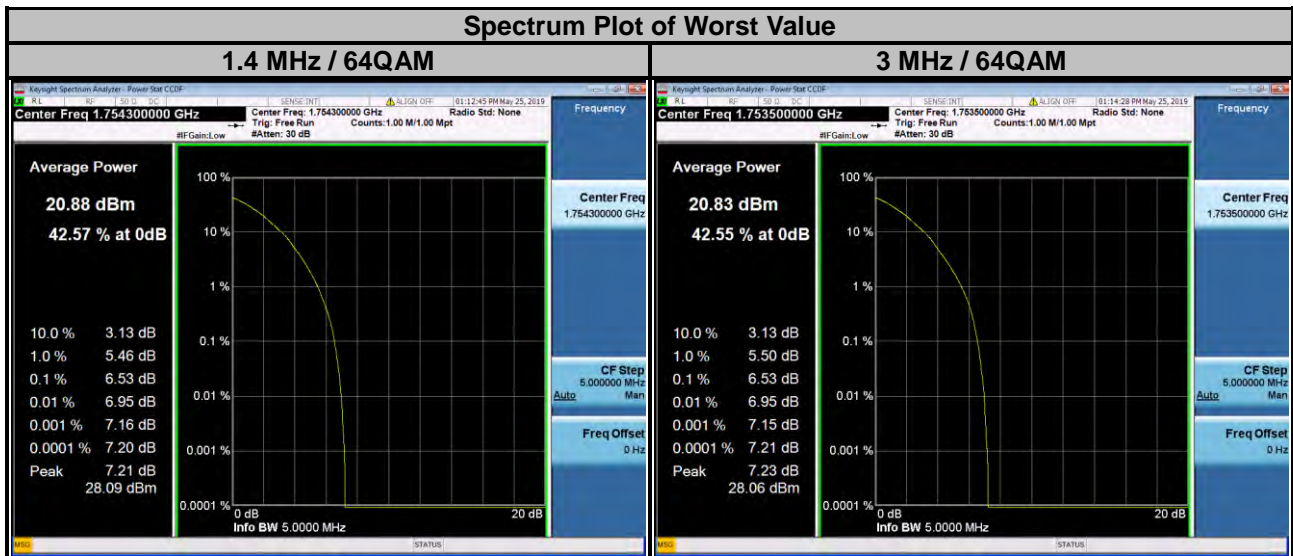 Spectrum Plot of Worst Value
1.4 MHz / 64QAM
3 MHz / 64QAM
Keysight Spectrum Analyzer - Power Stat CCDF
RL RF 50 Ω DC SENSE:INT ALIGN OFF 01:12:45 PM May 25, 2019
Center Freq 1.754300000 GHz
Center Freq: 1.754300000 GHz Radio Std: None
Trig: Free Run Counts:1.00 M/1.00 Mpt
#IFGain:Low #Atten: 30 dB
Frequency
Average Power
20.88 dBm
42.57 % at 0dB
10.0 % 3.13 dB
1.0 % 5.46 dB
0.1 % 6.53 dB
0.01 % 6.95 dB
0.001 % 7.16 dB
0.0001 % 7.20 dB
Peak 7.21 dB
28.09 dBm
100 %
10 %
1 %
0.1 %
0.01 %
0.001 %
0.0001 %
0 dB 20 dB
Info BW 5.0000 MHz
Center Freq
1.754300000 GHz
CF Step
5.000000 MHz
Auto Man
Freq Offset
0 Hz
MSG STATUS
Keysight Spectrum Analyzer - Power Stat CCDF
RL RF 50 Ω DC SENSE:INT ALIGN OFF 01:14:28 PM May 25, 2019
Center Freq 1.753500000 GHz
Center Freq: 1.753500000 GHz Radio Std: None
Trig: Free Run Counts:1.00 M/1.00 Mpt
#IFGain:Low #Atten: 30 dB
Frequency
Average Power
20.83 dBm
42.55 % at 0dB
10.0 % 3.13 dB
1.0 % 5.50 dB
0.1 % 6.53 dB
0.01 % 6.95 dB
0.001 % 7.15 dB
0.0001 % 7.21 dB
Peak 7.23 dB
28.06 dBm
100 %
10 %
1 %
0.1 %
0.01 %
0.001 %
0.0001 %
0 dB 20 dB
Info BW 5.0000 MHz
Center Freq
1.753500000 GHz
CF Step
5.000000 MHz
Auto Man
Freq Offset
0 Hz
MSG STATUS